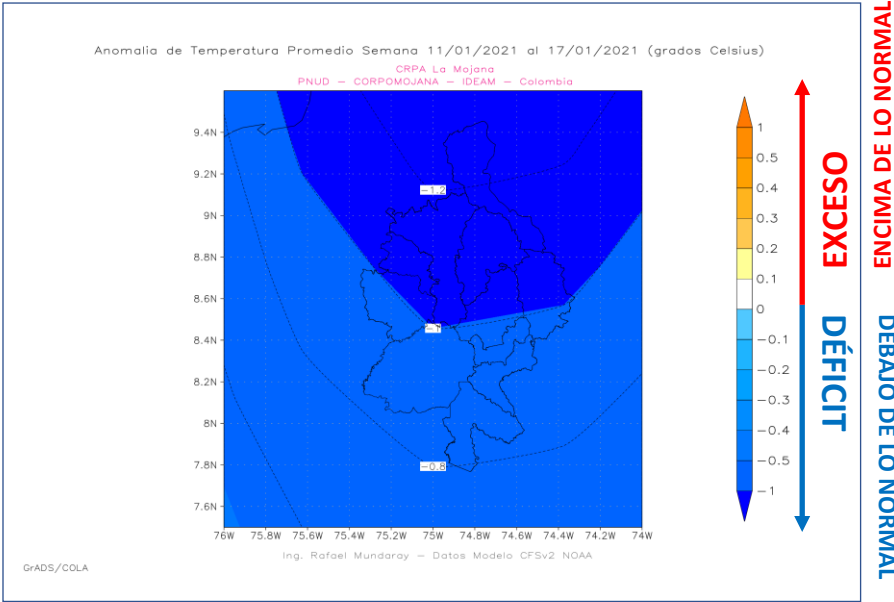 Anomalia de Temperatura Promedio Semana 11/01/2021 al 17/01/2021 (grados Celsius)
CRPA La Mojana
PNUD – CORPOMOJANA – IDEAM – Colombia
9.4N
9.2N
9N
8.8N
8.6N
8.4N
8.2N
8N
7.8N
7.6N
−1.2
−1
−0.8
76W 75.8W 75.6W 75.4W 75.2W 75W 74.8W 74.6W 74.4W 74.2W 74W
Ing. Rafael Mundaray – Datos Modelo CFSv2 NOAA
GrADS/COLA
1
0.5
0.4
0.3
0.2
0.1
0
−0.1
−0.2
−0.3
−0.4
−0.5
−1
EXCESO
DÉFICIT
ENCIMA DE LO NORMAL
DEBAJO DE LO NORMAL